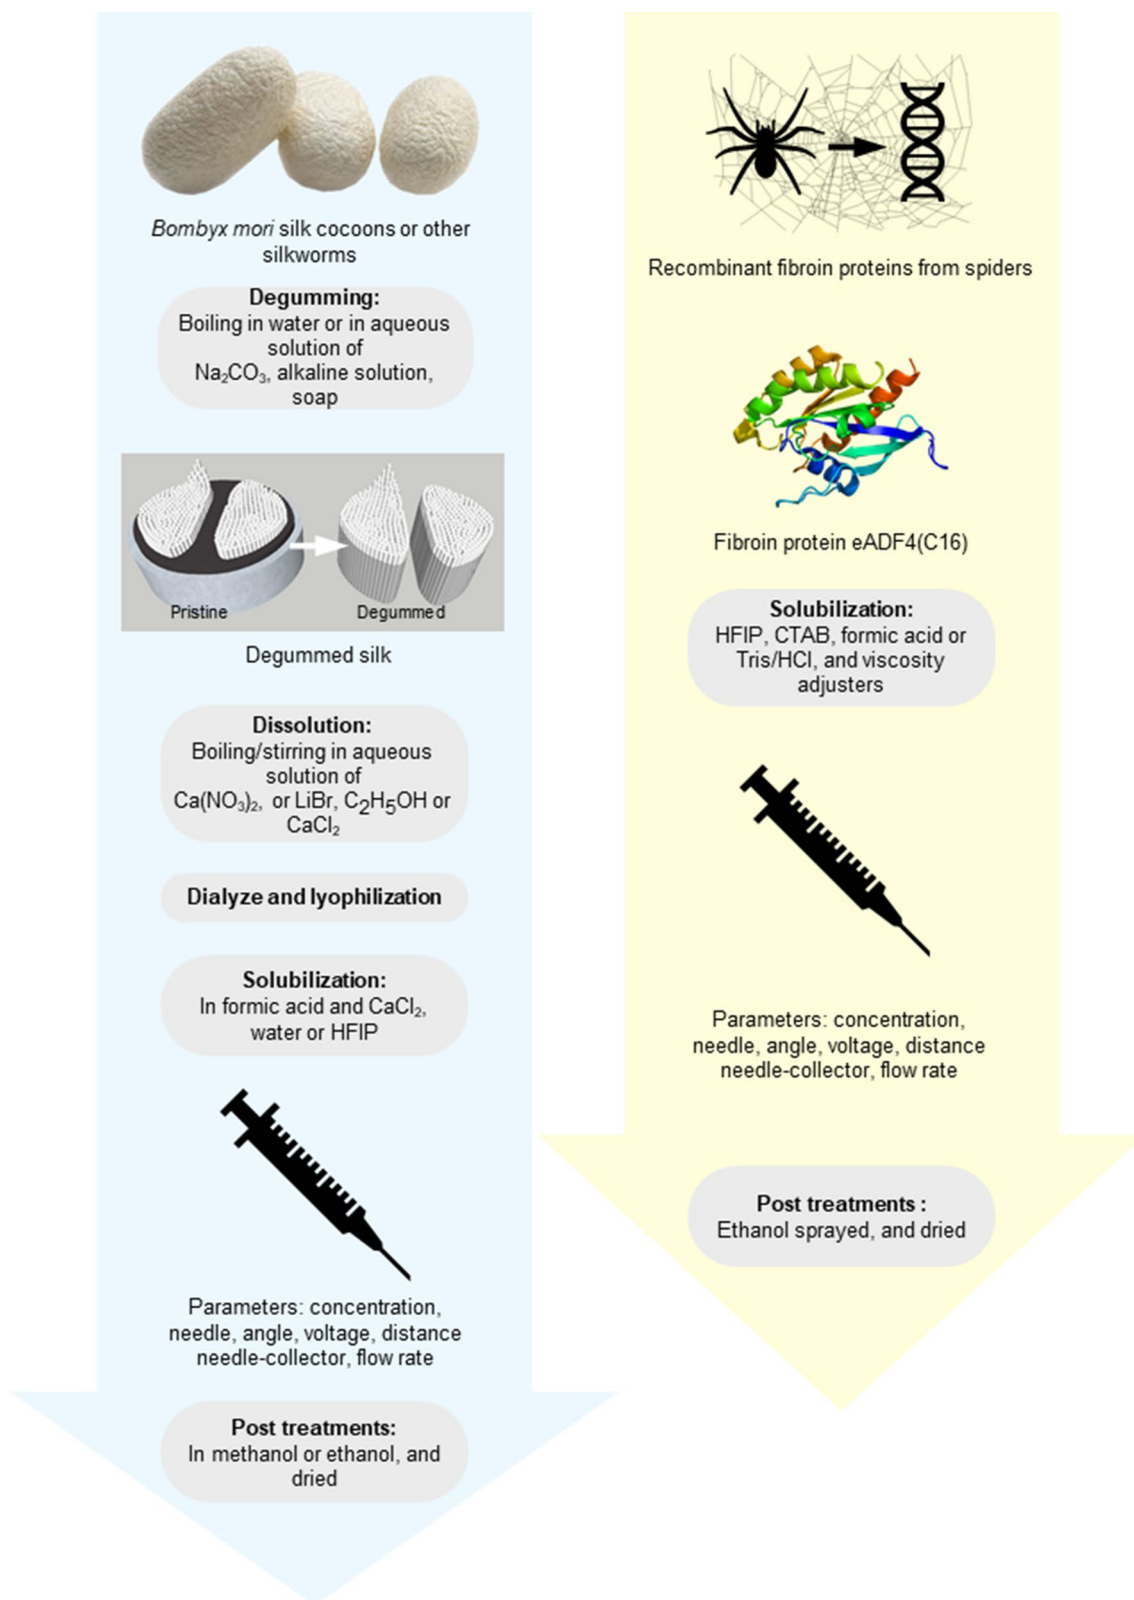 Bombyx mori silk cocoons or other
silkworms
Degumming:
Boiling in water or in aqueous
solution of
Na₂CO₃, alkaline solution,
soap
Pristine
Degummed
Degummed silk
Dissolution:
Boiling/stirring in aqueous
solution of
Ca(NO₃)₂, or LiBr, C₂H₅OH or
CaCl₂
Dialyze and lyophilization
Solubilization:
In formic acid and CaCl₂,
water or HFIP
Parameters: concentration,
needle, angle, voltage, distance
needle-collector, flow rate
Post treatments:
In methanol or ethanol, and
dried
Recombinant fibroin proteins from spiders
Fibroin protein eADF4(C16)
Solubilization:
HFIP, CTAB, formic acid or
Tris/HCl, and viscosity
adjusters
Parameters: concentration,
needle, angle, voltage, distance
needle-collector, flow rate
Post treatments :
Ethanol sprayed, and dried